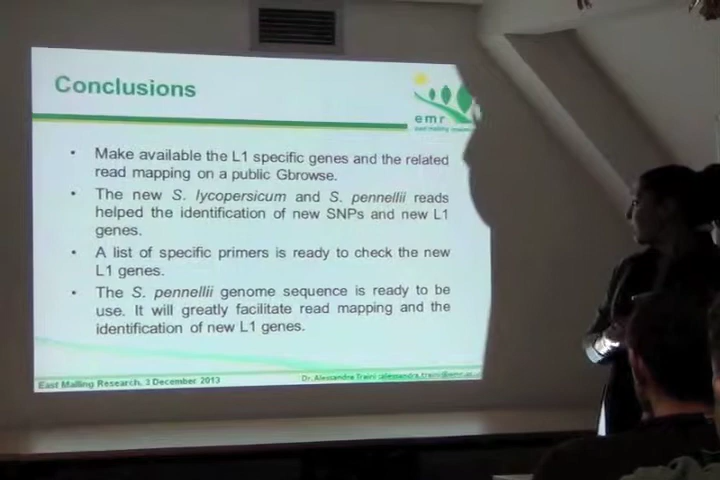 Conclusions
emr
east malling research
• Make available the L1 specific genes and the related
read mapping on a public Gbrowse.
• The new S. lycopersicum and S. pennellii reads
helped the identification of new SNPs and new L1
genes.
• A list of specific primers is ready to check the new
L1 genes.
• The S. pennellii genome sequence is ready to be
use. It will greatly facilitate read mapping and the
identification of new L1 genes.
East Malling Research, 3 December 2013
Dr. Alessandra Traini